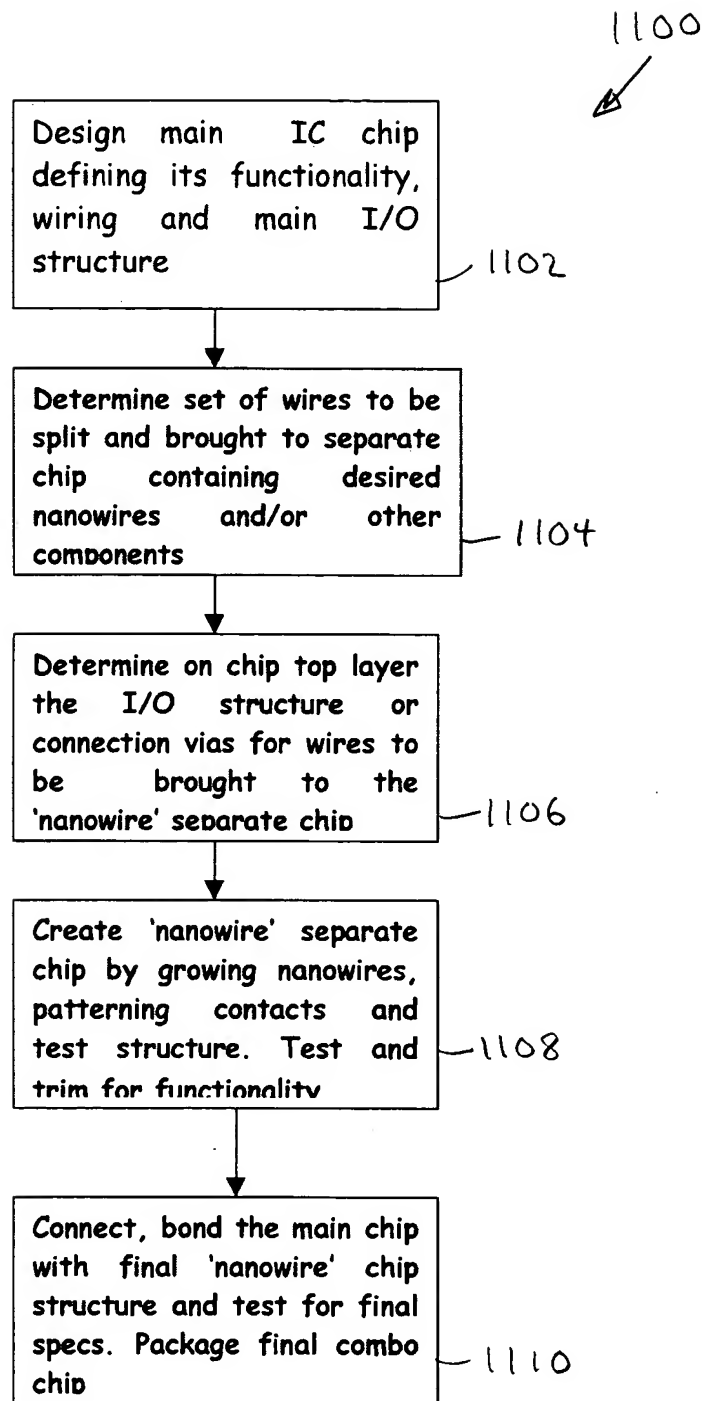 1100
Design main IC chip
defining its functionality,
wiring and main I/O
structure
1102
Determine set of wires to be
split and brought to separate
chip containing desired
nanowires and/or other
components
1104
Determine on chip top layer
the I/O structure or
connection vias for wires to
be brought to the
'nanowire' separate chip
1106
Create 'nanowire' separate
chip by growing nanowires,
patterning contacts and
test structure. Test and
trim for functionality
1108
Connect, bond the main chip
with final 'nanowire' chip
structure and test for final
specs. Package final combo
chip
1110